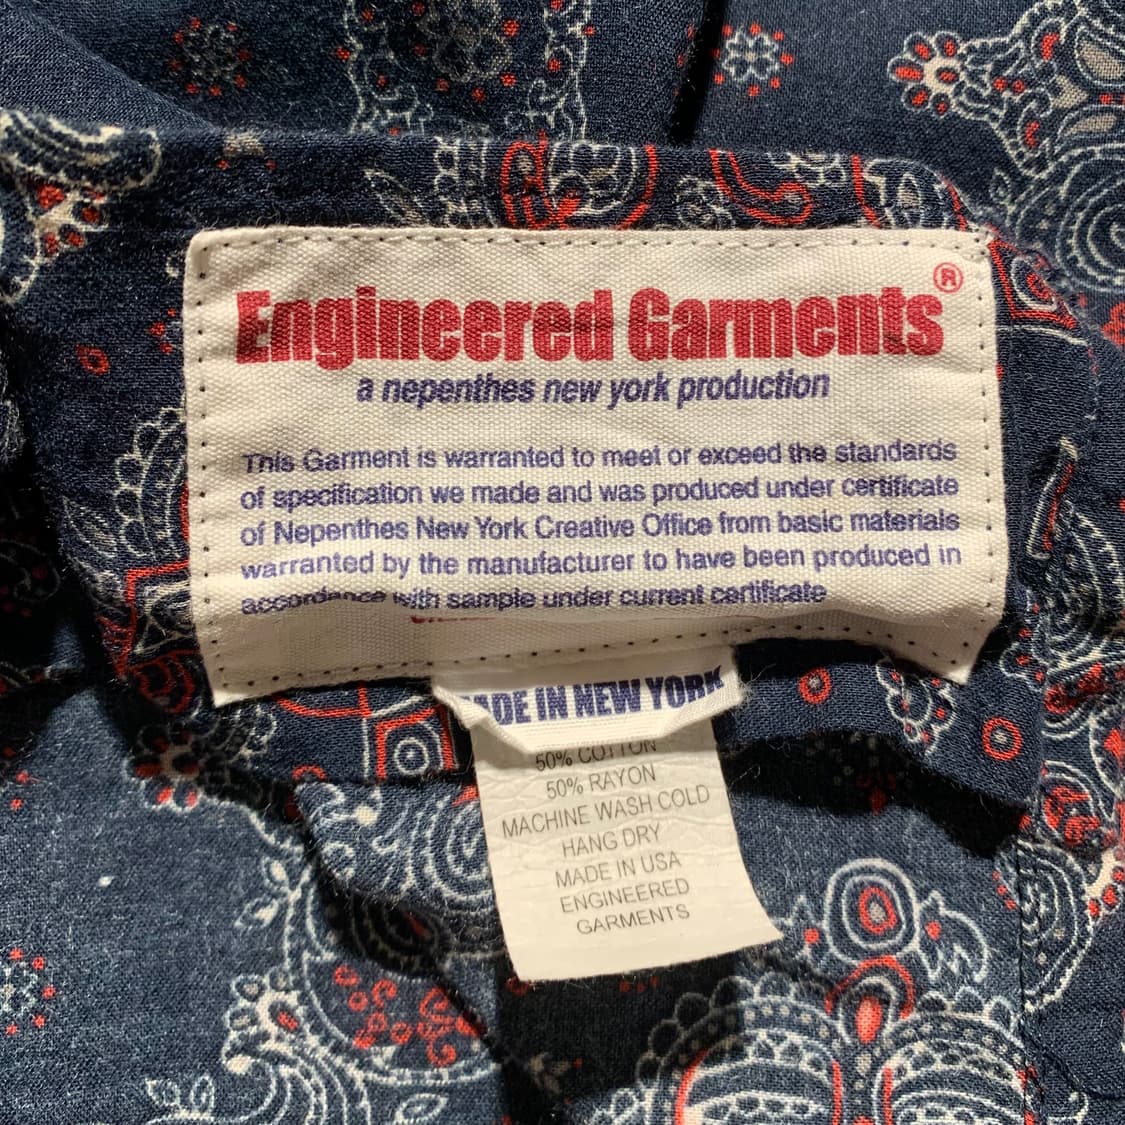 Engineered Garments®
a nepenthes new york production
This Garment is warranted to meet or exceed the standards
of specification we made and was produced under certificate
of Nepenthes New York Creative Office from basic materials
warranted by the manufacturer to have been produced in
accordance with sample under current certificate
MADE IN NEW YORK
50% COTTON
50% RAYON
MACHINE WASH COLD
HANG DRY
MADE IN USA
ENGINEERED
GARMENTS